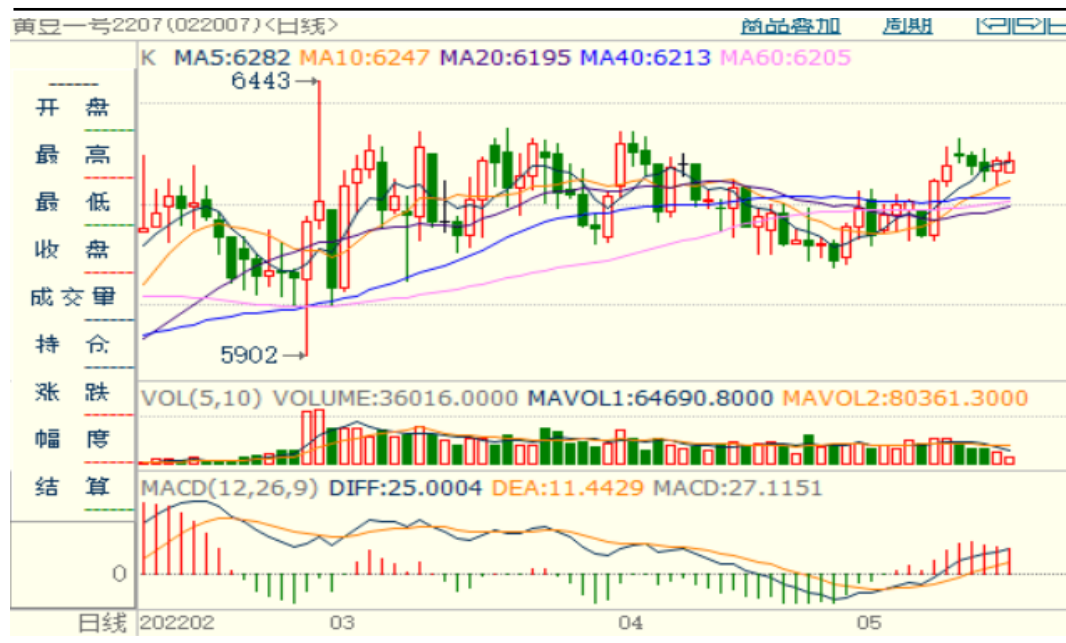 黄豆一号2207(022007)<日线> 商品叠加 周期
K MA5:6282 MA10:6247 MA20:6195 MA40:6213 MA60:6205
6443
开 盘
最 高
最 低
收 盘
成交量
持 仓
涨 跌
幅 度
结 算
5902
VOL(5,10) VOLUME:36016.0000 MAVOL1:64690.8000 MAVOL2:80361.3000
MACD(12,26,9) DIFF:25.0004 DEA:11.4429 MACD:27.1151
0
日线 202202 03 04 05